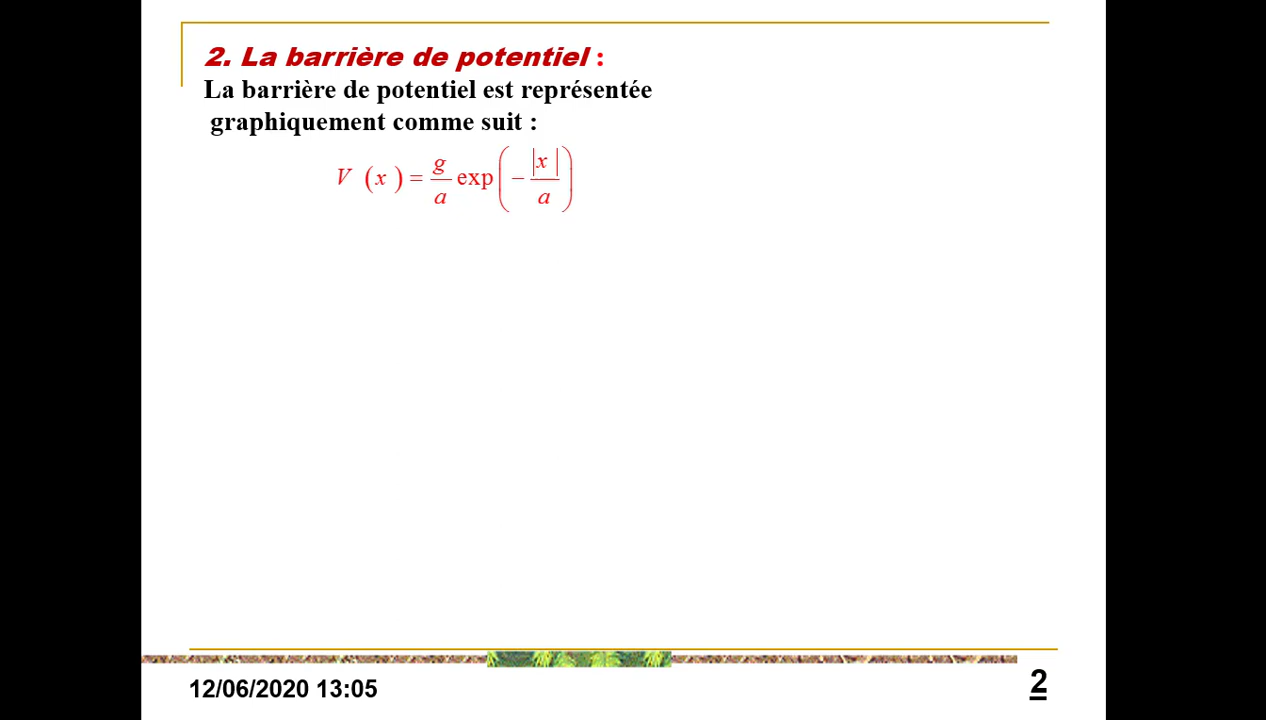 2. La barrière de potentiel :
La barrière de potentiel est représentée
graphiquement comme suit :
V (x) = g/a exp(−|x|/a)
12/06/2020 13:05
2